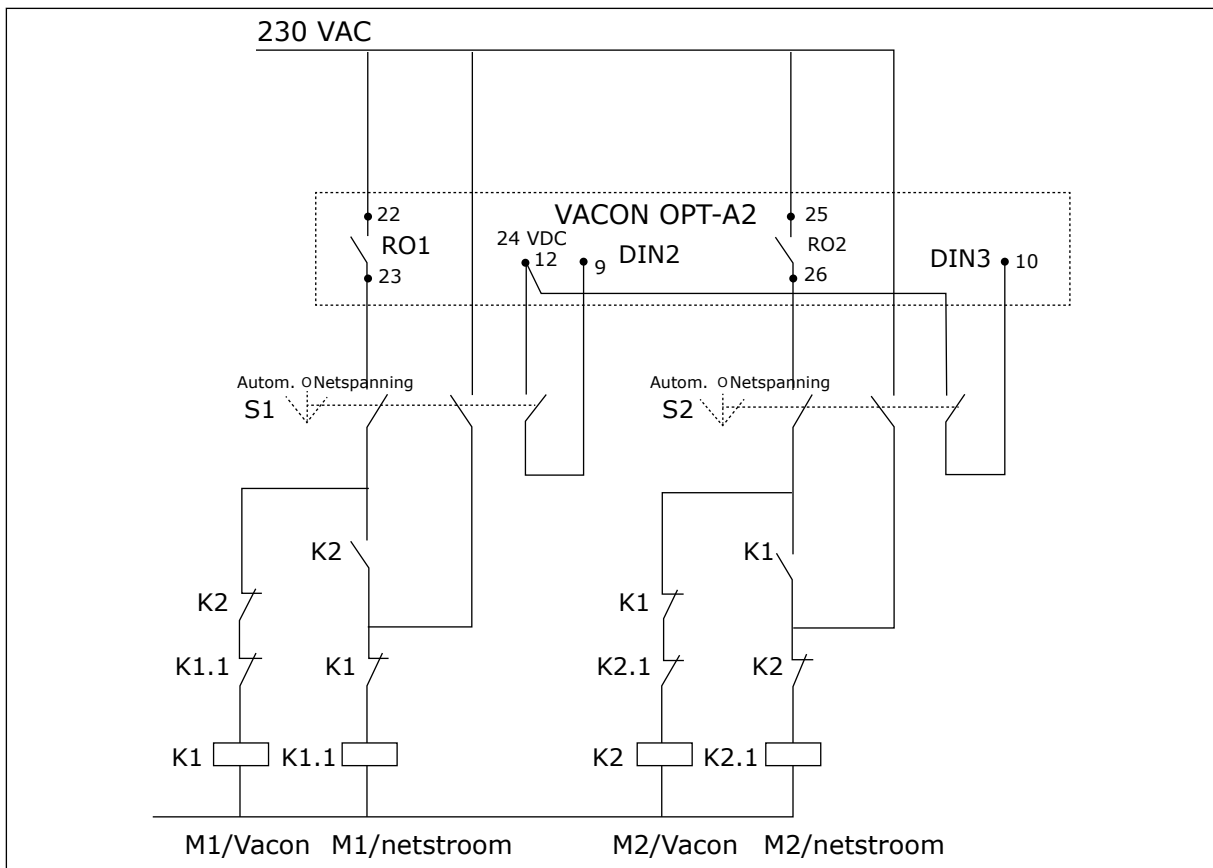 230 VAC
22
VACON OPT-A2
25
RO1
24 VDC
12
9
DIN2
RO2
DIN3
10
23
26
Autom. O Netspanning
S1
Autom. O Netspanning
S2
K2
K1
K2
K1
K1.1
K1
K2.1
K2
K1
K1.1
K2
K2.1
M1/Vacon
M1/netstroom
M2/Vacon
M2/netstroom